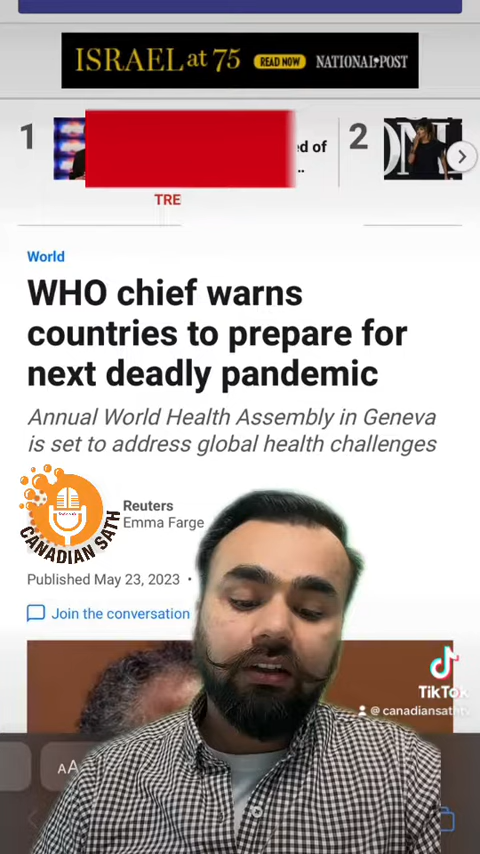 ISRAEL at 75 READ NOW NATIONAL POST
1
ed of
..
2
TRE
World
WHO chief warns
countries to prepare for
next deadly pandemic
Annual World Health Assembly in Geneva
is set to address global health challenges
CANADIAN SATH
Reuters
Emma Farge
Published May 23, 2023 •
Join the conversation
TikTok
@canadiansathtv
AA